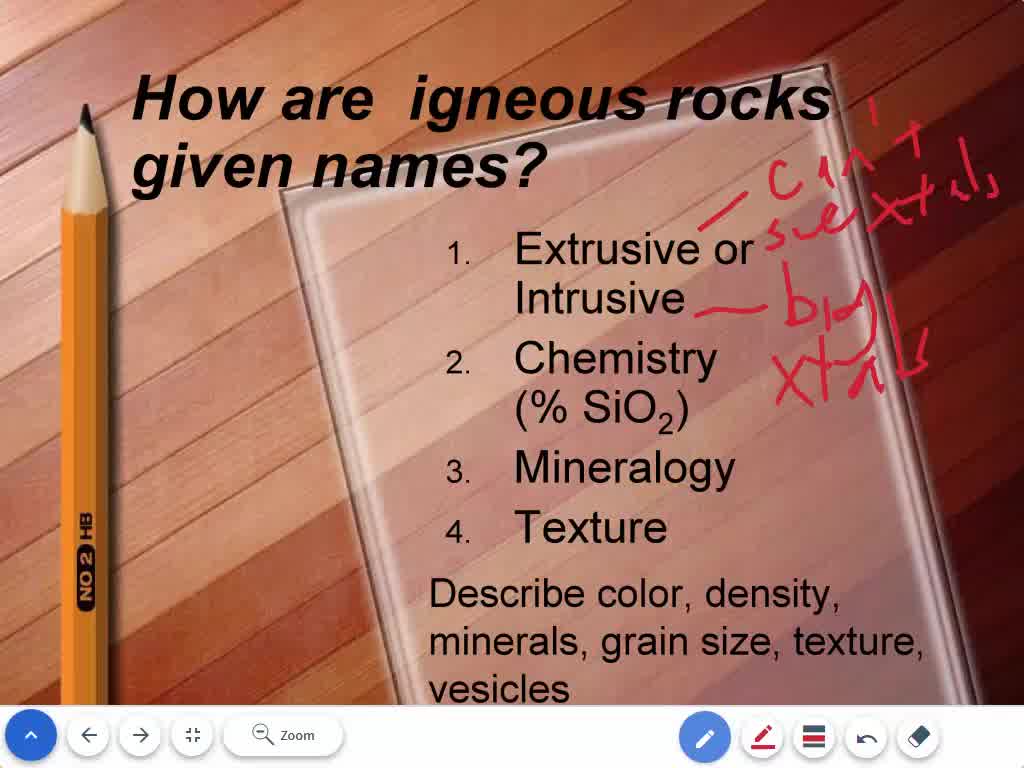 How are igneous rocks
given names?
can't
see xtals
1. Extrusive or
Intrusive
big
xtals
2. Chemistry
(% SiO₂)
3. Mineralogy
4. Texture
Describe color, density,
minerals, grain size, texture,
vesicles
NO 2 HB
Zoom